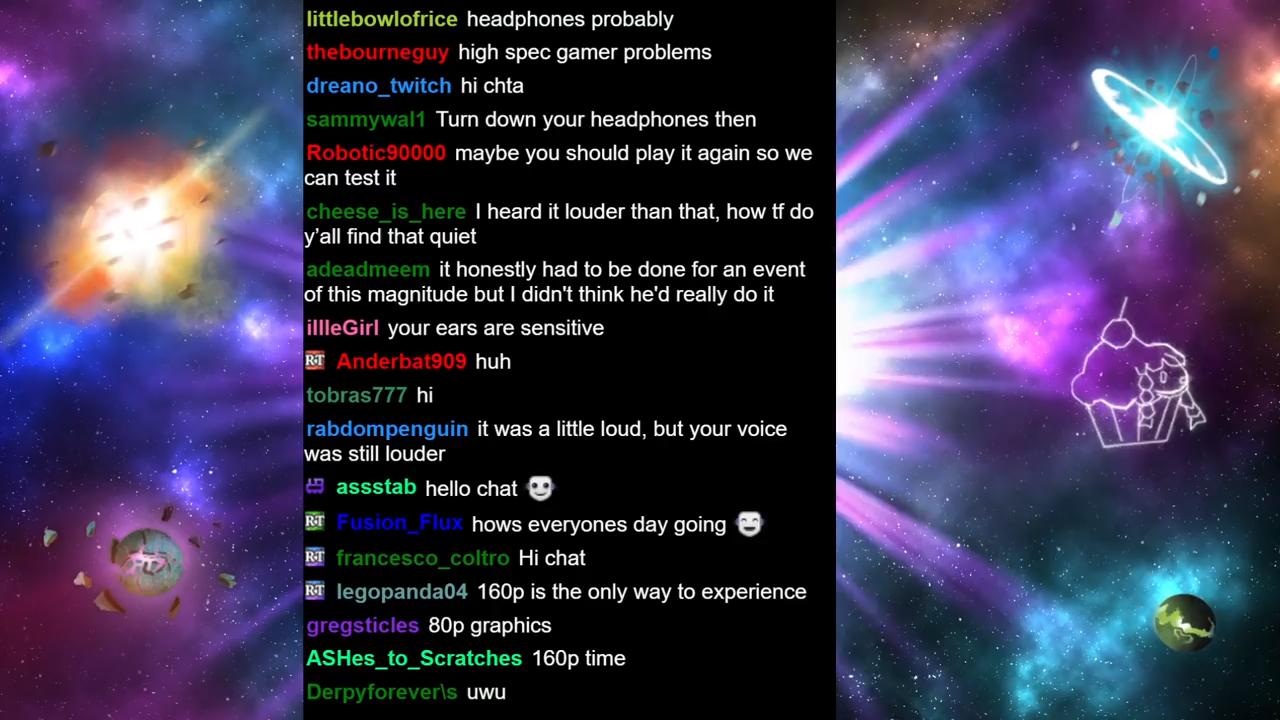 littlebowlofrice headphones probably
thebourneguy high spec gamer problems
dreano_twitch hi chta
sammywal1 Turn down your headphones then
Robotic90000 maybe you should play it again so we
can test it
cheese_is_here I heard it louder than that, how tf do
y'all find that quiet
adeadmeem it honestly had to be done for an event
of this magnitude but I didn't think he'd really do it
illleGirl your ears are sensitive
RT Anderbat909 huh
tobras777 hi
rabdompenguin it was a little loud, but your voice
was still louder
assstab hello chat
RT Fusion_Flux hows everyones day going
RT francesco_coltro Hi chat
RT legopanda04 160p is the only way to experience
gregsticles 80p graphics
ASHes_to_Scratches 160p time
Derpyforever\s uwu